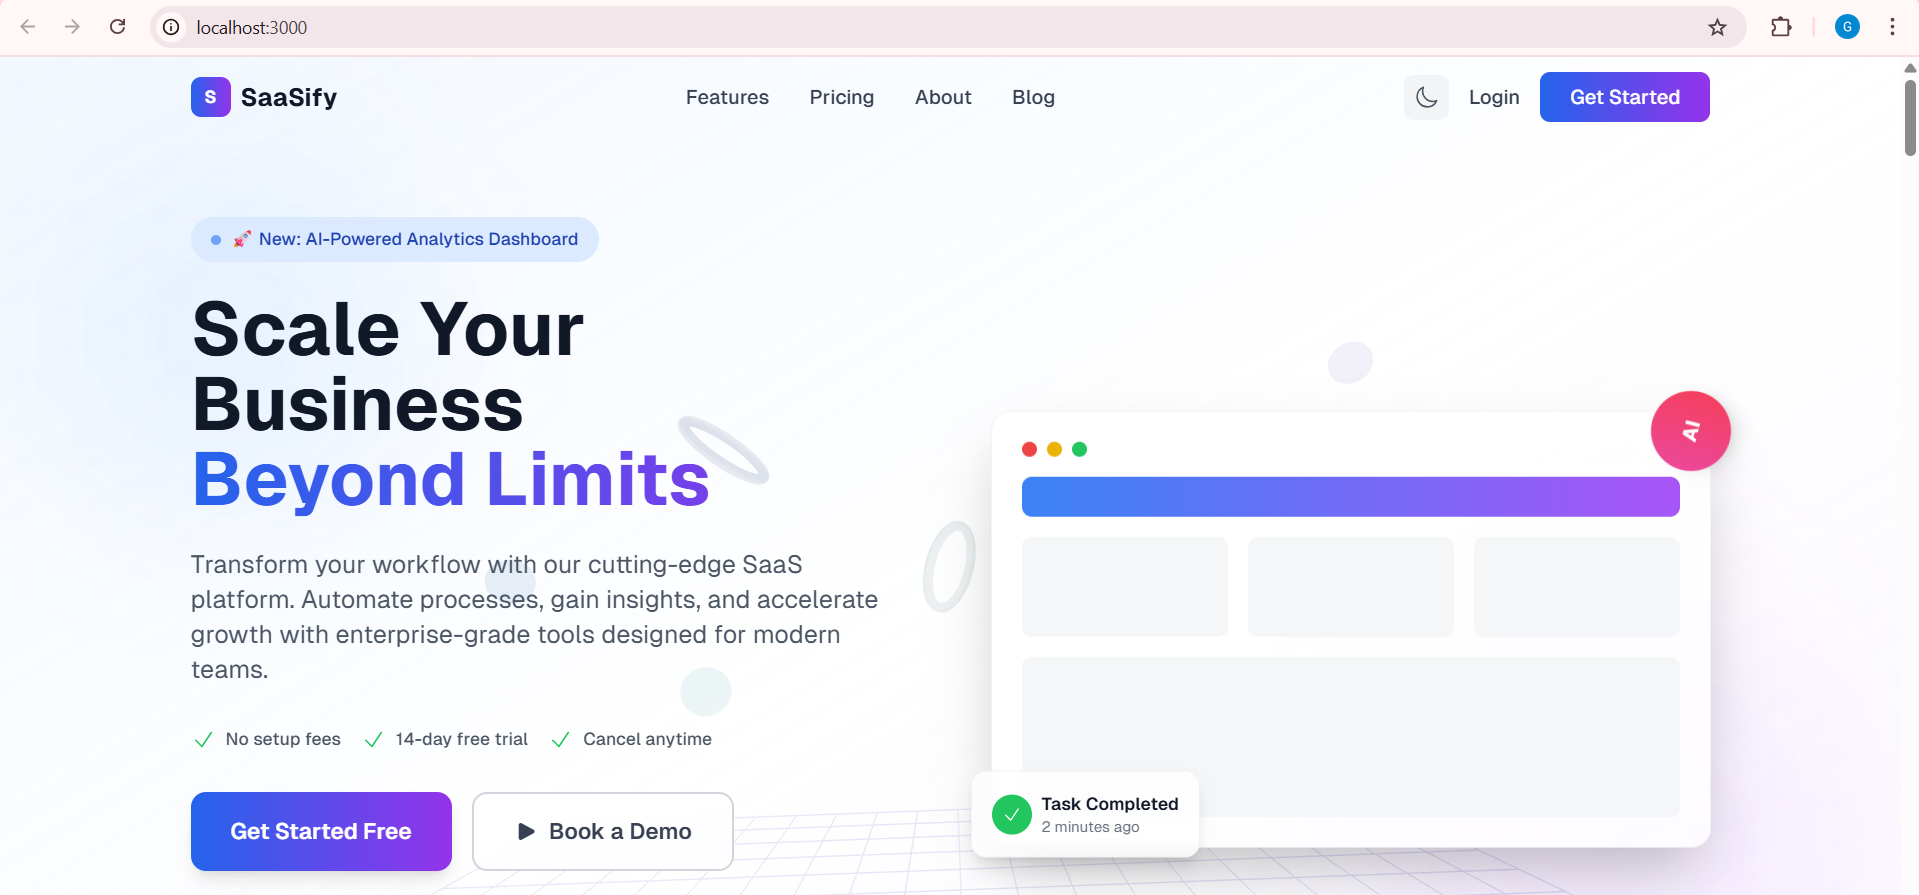 localhost:3000
G
S SaaSify
Features Pricing About Blog
Login Get Started
🚀 New: AI-Powered Analytics Dashboard
Scale Your
Business
Beyond Limits
Transform your workflow with our cutting-edge SaaS
platform. Automate processes, gain insights, and accelerate
growth with enterprise-grade tools designed for modern
teams.
No setup fees 14-day free trial Cancel anytime
Get Started Free Book a Demo
AI
Task Completed
2 minutes ago